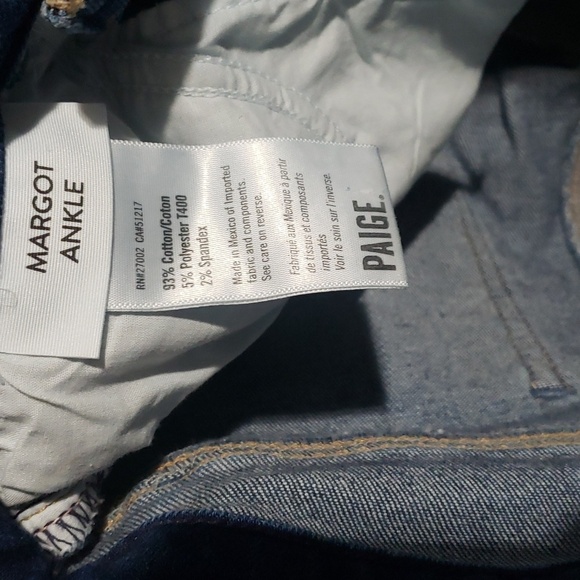 MARGOT
ANKLE
RN#27002 CA#51217
93% Cotton/Coton
5% Polyester T400
2% Spandex
Made in Mexico of Imported
fabric and components.
See care on reverse.
Fabriqué aux Mexique à partir
de tissus et composants
importés
Voir le soin sur l'inverse.
PAIGE.